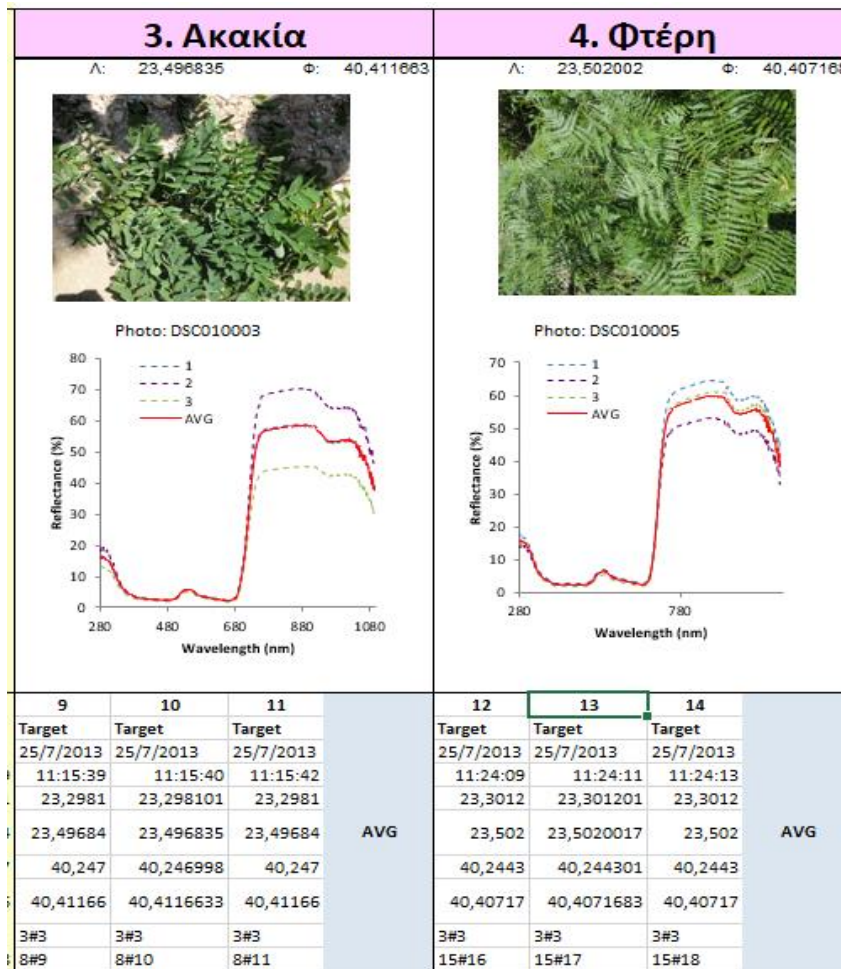 3. Ακακία
Λ: 23,496835 Φ: 40,411663
Photo: DSC010003
80
70
60
50
40
30
20
10
0
Reflectance (%)
1
2
3
AVG
280 480 680 880 1080
Wavelength (nm)
4. Φτέρη
Λ: 23,502002 Φ: 40,40716
Photo: DSC010005
70
60
50
40
30
20
10
0
Reflectance (%)
1
2
3
AVG
280 780
Wavelength (nm)
9 10 11 12 13 14
Target Target Target Target Target Target
25/7/2013 25/7/2013 25/7/2013 25/7/2013 25/7/2013 25/7/2013
11:15:39 11:15:40 11:15:42 11:24:09 11:24:11 11:24:13
23,2981 23,298101 23,2981 23,3012 23,301201 23,3012
23,49684 23,496835 23,49684 AVG 23,502 23,5020017 23,502 AVG
40,247 40,246998 40,247 40,2443 40,244301 40,2443
40,41166 40,4116633 40,41166 40,40717 40,4071683 40,40717
3#3 3#3 3#3 3#3 3#3 3#3
8#9 8#10 8#11 15#16 15#17 15#18